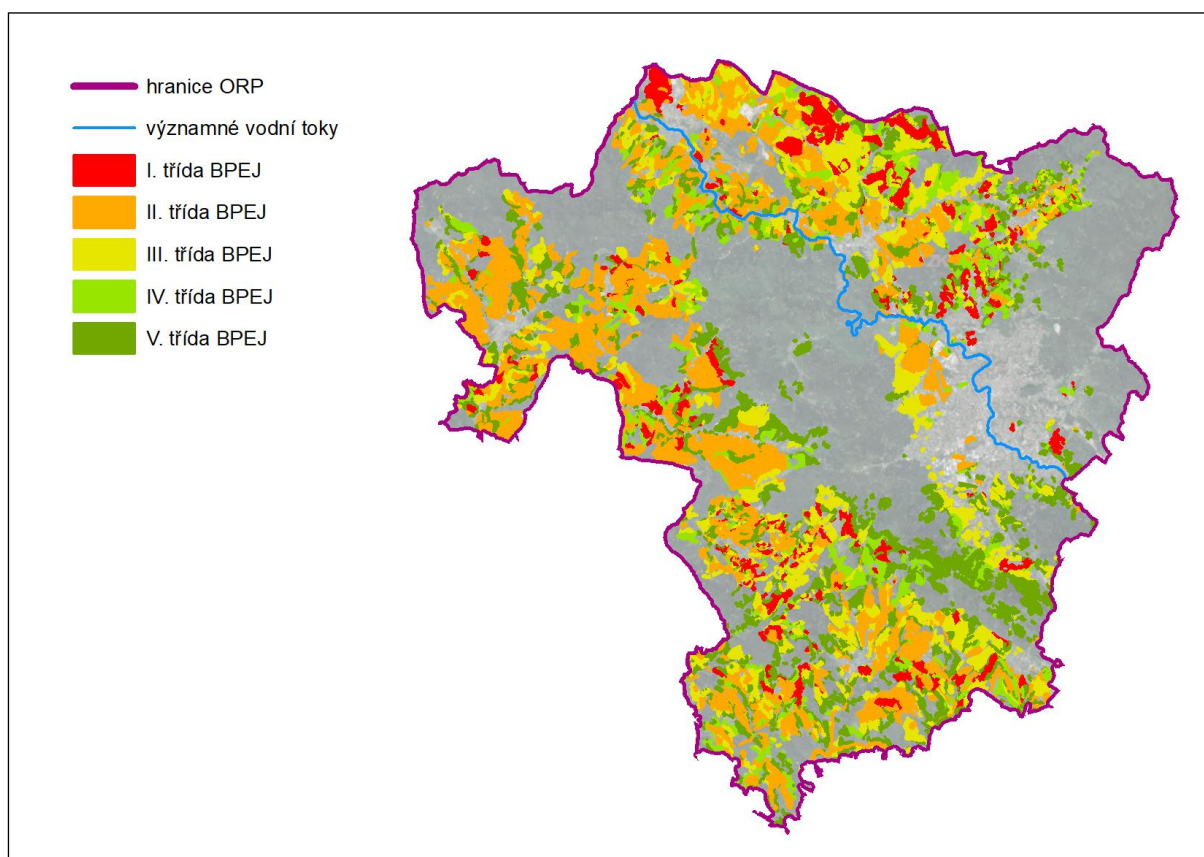 hranice ORP
významné vodní toky
I. třída BPEJ
II. třída BPEJ
III. třída BPEJ
IV. třída BPEJ
V. třída BPEJ